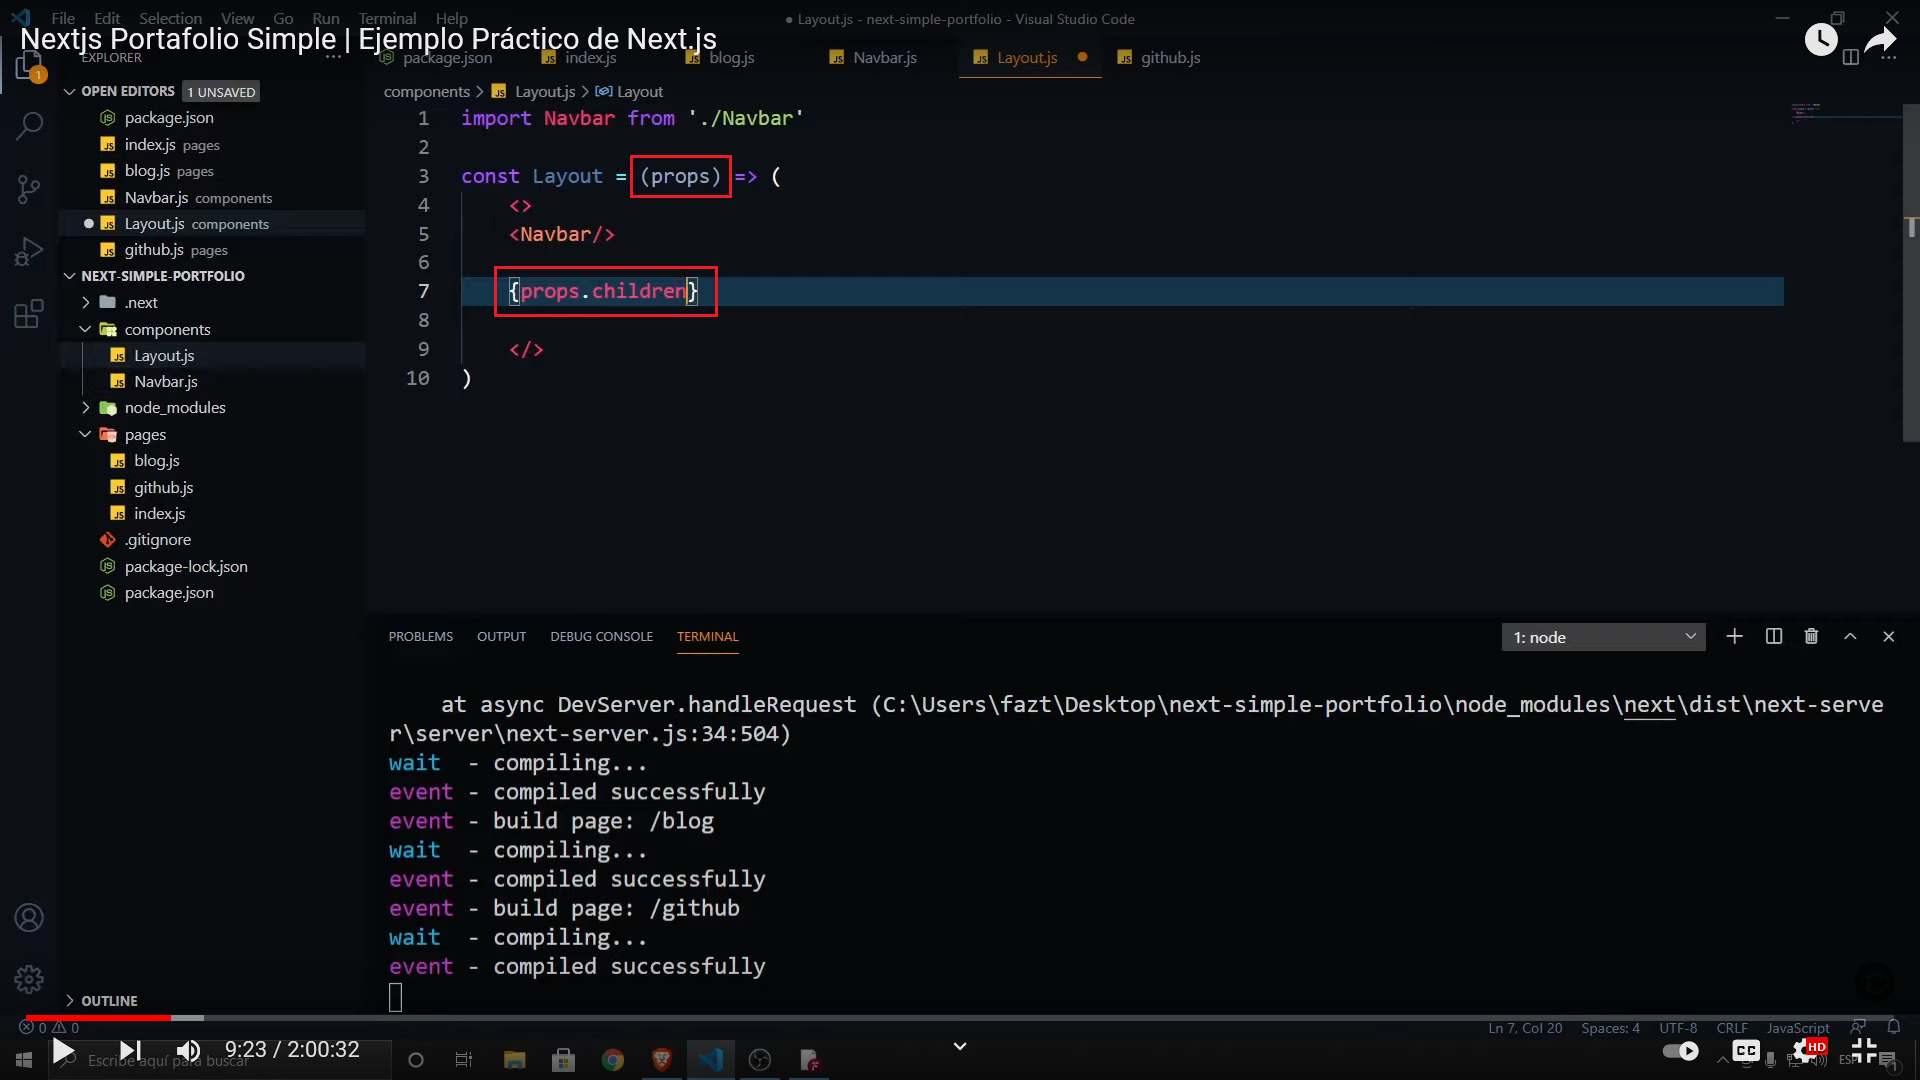 File Edit Selection View Go Run Terminal Help
● Layout.js - next-simple-portfolio - Visual Studio Code
Nextjs Portafolio Simple | Ejemplo Práctico de Next.js
EXPLORER
package.json index.js blog.js Navbar.js Layout.js github.js
1
OPEN EDITORS 1 UNSAVED
package.json
index.js pages
blog.js pages
Navbar.js components
Layout.js components
github.js pages
NEXT-SIMPLE-PORTFOLIO
.next
components
Layout.js
Navbar.js
node_modules
pages
blog.js
github.js
index.js
.gitignore
package-lock.json
package.json
OUTLINE
components > Layout.js > Layout
1 import Navbar from './Navbar'
2
3 const Layout = (props) => (
4 <>
5 <Navbar/>
6
7 {props.children}
8
9 </>
10 )
PROBLEMS OUTPUT DEBUG CONSOLE TERMINAL
1: node
at async DevServer.handleRequest (C:\Users\fazt\Desktop\next-simple-portfolio\node_modules\next\dist\next-serve
r\server\next-server.js:34:504)
wait - compiling...
event - compiled successfully
event - build page: /blog
wait - compiling...
event - compiled successfully
event - build page: /github
wait - compiling...
event - compiled successfully
0 0
Ln 7, Col 20 Spaces: 4 UTF-8 CRLF JavaScript
Escribe aquí para buscar
9:23 / 2:00:32
CC HD